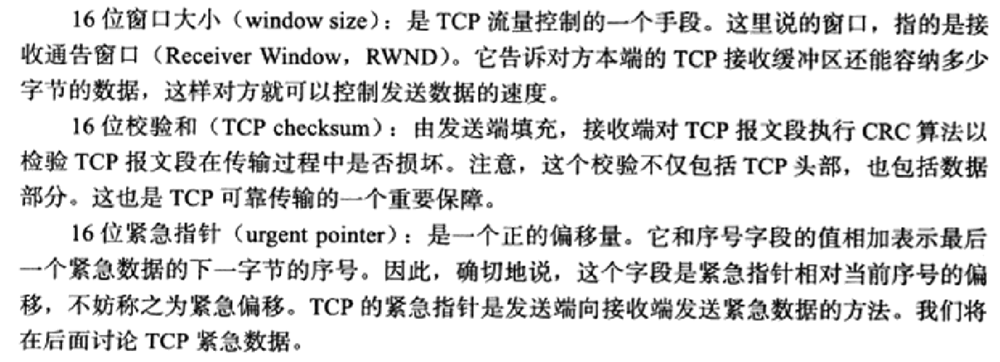 16 位窗口大小（window size）：是 TCP 流量控制的一个手段。这里说的窗口，指的是接
收通告窗口（Receiver Window，RWND）。它告诉对方本端的 TCP 接收缓冲区还能容纳多少
字节的数据，这样对方就可以控制发送数据的速度。
16 位校验和（TCP checksum）：由发送端填充，接收端对 TCP 报文段执行 CRC 算法以
检验 TCP 报文段在传输过程中是否损坏。注意，这个校验不仅包括 TCP 头部，也包括数据
部分。这也是 TCP 可靠传输的一个重要保障。
16 位紧急指针（urgent pointer）：是一个正的偏移量。它和序号字段的值相加表示最后
一个紧急数据的下一字节的序号。因此，确切地说，这个字段是紧急指针相对当前序号的偏
移，不妨称之为紧急偏移。TCP 的紧急指针是发送端向接收端发送紧急数据的方法。我们将
在后面讨论 TCP 紧急数据。